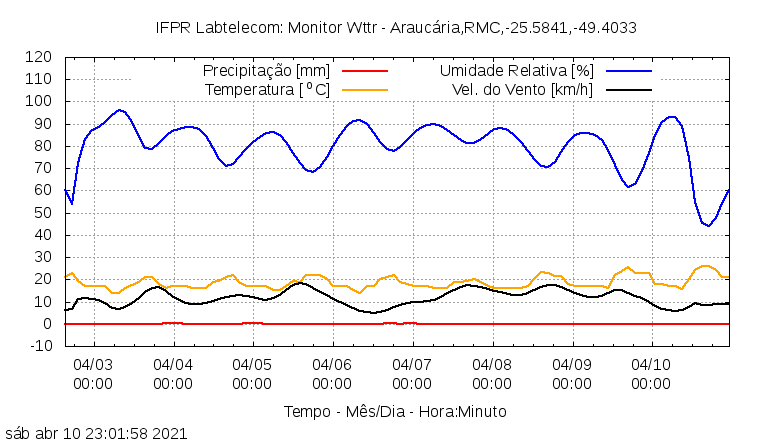 IFPR Labtelecom: Monitor Wttr - Araucária,RMC,-25.5841,-49.4033
Precipitação [mm]
Temperatura [⁰C]
Umidade Relativa [%]
Vel. do Vento [km/h]
120
110
100
90
80
70
60
50
40
30
20
10
0
-10
04/03 04/04 04/05 04/06 04/07 04/08 04/09 04/10
00:00 00:00 00:00 00:00 00:00 00:00 00:00 00:00
Tempo - Mês/Dia - Hora:Minuto
sáb abr 10 23:01:58 2021